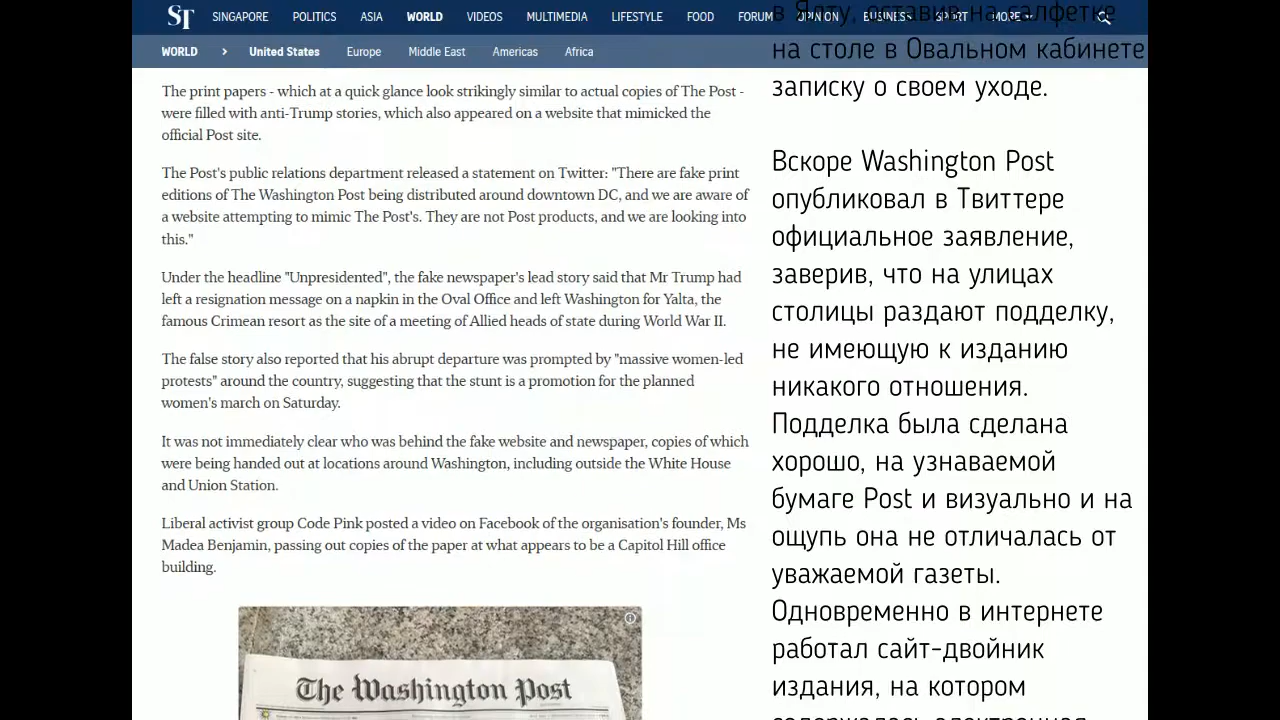 ST SINGAPORE POLITICS ASIA WORLD VIDEOS MULTIMEDIA LIFESTYLE FOOD FORUM OPINION BUSINESS SPORT MORE
WORLD > United States Europe Middle East Americas Africa
The print papers - which at a quick glance look strikingly similar to actual copies of The Post -
were filled with anti-Trump stories, which also appeared on a website that mimicked the
official Post site.
The Post's public relations department released a statement on Twitter: "There are fake print
editions of The Washington Post being distributed around downtown DC, and we are aware of
a website attempting to mimic The Post's. They are not Post products, and we are looking into
this."
Under the headline "Unpresidented", the fake newspaper's lead story said that Mr Trump had
left a resignation message on a napkin in the Oval Office and left Washington for Yalta, the
famous Crimean resort as the site of a meeting of Allied heads of state during World War II.
The false story also reported that his abrupt departure was prompted by "massive women-led
protests" around the country, suggesting that the stunt is a promotion for the planned
women's march on Saturday.
It was not immediately clear who was behind the fake website and newspaper, copies of which
were being handed out at locations around Washington, including outside the White House
and Union Station.
Liberal activist group Code Pink posted a video on Facebook of the organisation's founder, Ms
Madea Benjamin, passing out copies of the paper at what appears to be a Capitol Hill office
building.
The Washington Post
в Ялту, оставив на салфетке
на столе в Овальном кабинете
записку о своем уходе.
Вскоре Washington Post
опубликовал в Твиттере
официальное заявление,
заверив, что на улицах
столицы раздают подделку,
не имеющую к изданию
никакого отношения.
Подделка была сделана
хорошо, на узнаваемой
бумаге Post и визуально и на
ощупь она не отличалась от
уважаемой газеты.
Одновременно в интернете
работал сайт-двойник
издания, на котором
содержалась электронная